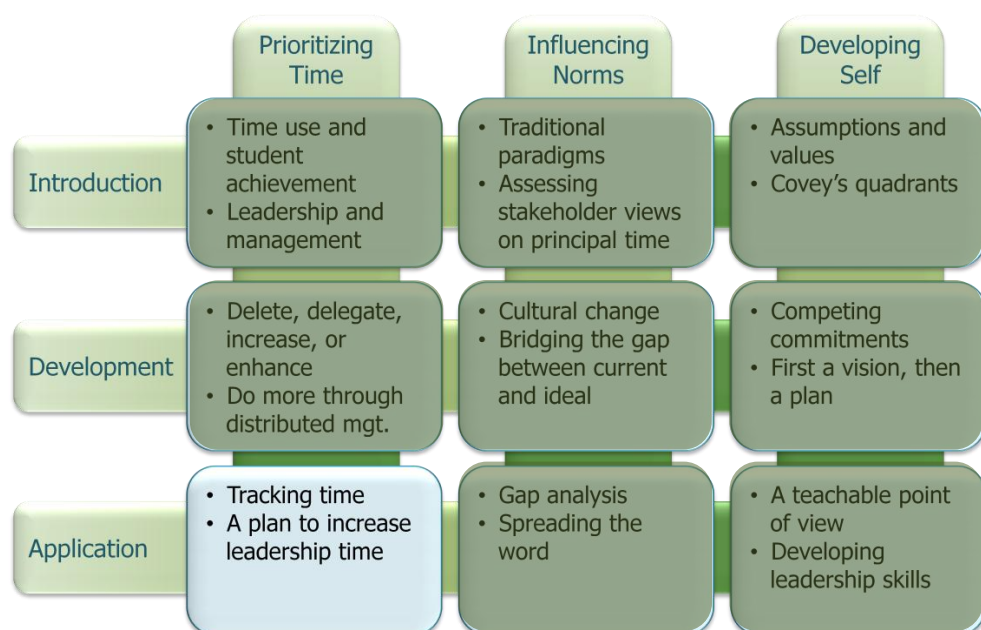 Prioritizing
Time
Influencing
Norms
Developing
Self
Introduction
• Time use and
student
achievement
• Leadership and
management
• Traditional
paradigms
• Assessing
stakeholder views
on principal time
• Assumptions and
values
• Covey's quadrants
Development
• Delete, delegate,
increase, or
enhance
• Do more through
distributed mgt.
• Cultural change
• Bridging the gap
between current
and ideal
• Competing
commitments
• First a vision, then
a plan
Application
• Tracking time
• A plan to increase
leadership time
• Gap analysis
• Spreading the
word
• A teachable point
of view
• Developing
leadership skills